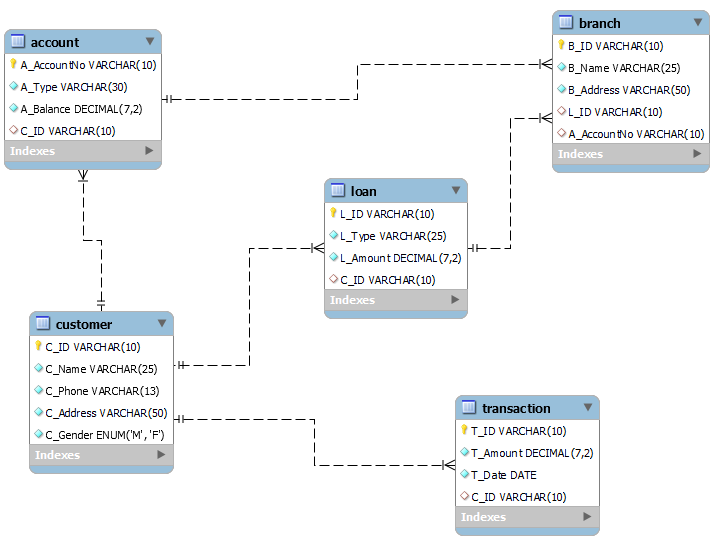 account
A_AccountNo VARCHAR(10)
A_Type VARCHAR(30)
A_Balance DECIMAL(7,2)
C_ID VARCHAR(10)
Indexes
branch
B_ID VARCHAR(10)
B_Name VARCHAR(25)
B_Address VARCHAR(50)
L_ID VARCHAR(10)
A_AccountNo VARCHAR(10)
Indexes
loan
L_ID VARCHAR(10)
L_Type VARCHAR(25)
L_Amount DECIMAL(7,2)
C_ID VARCHAR(10)
Indexes
customer
C_ID VARCHAR(10)
C_Name VARCHAR(25)
C_Phone VARCHAR(13)
C_Address VARCHAR(50)
C_Gender ENUM('M', 'F')
Indexes
transaction
T_ID VARCHAR(10)
T_Amount DECIMAL(7,2)
T_Date DATE
C_ID VARCHAR(10)
Indexes